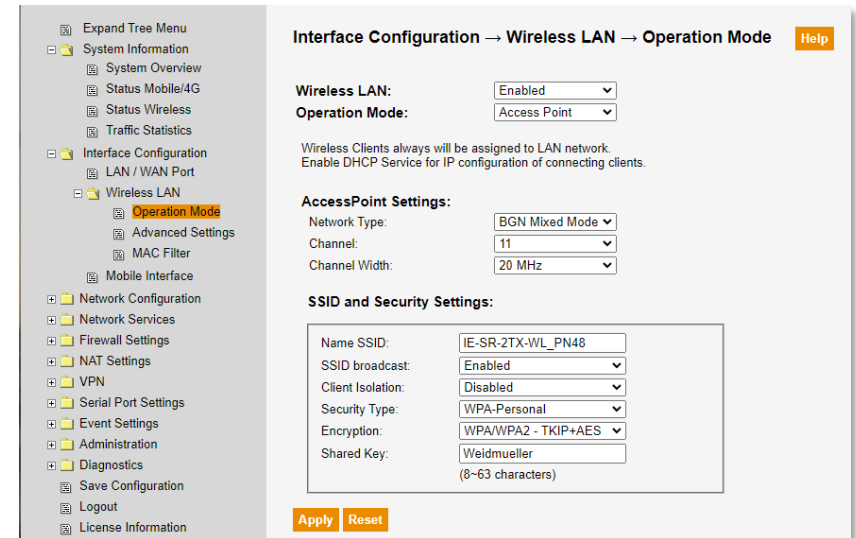 Expand Tree Menu
System Information
System Overview
Status Mobile/4G
Status Wireless
Traffic Statistics
Interface Configuration
LAN / WAN Port
Wireless LAN
Operation Mode
Advanced Settings
MAC Filter
Mobile Interface
Network Configuration
Network Services
Firewall Settings
NAT Settings
VPN
Serial Port Settings
Event Settings
Administration
Diagnostics
Save Configuration
Logout
License Information
Interface Configuration → Wireless LAN → Operation Mode
Help
Wireless LAN: Enabled
Operation Mode: Access Point
Wireless Clients always will be assigned to LAN network.
Enable DHCP Service for IP configuration of connecting clients.
AccessPoint Settings:
Network Type: BGN Mixed Mode
Channel: 11
Channel Width: 20 MHz
SSID and Security Settings:
Name SSID: IE-SR-2TX-WL_PN48
SSID broadcast: Enabled
Client Isolation: Disabled
Security Type: WPA-Personal
Encryption: WPA/WPA2 - TKIP+AES
Shared Key: Weidmueller
(8~63 characters)
Apply Reset